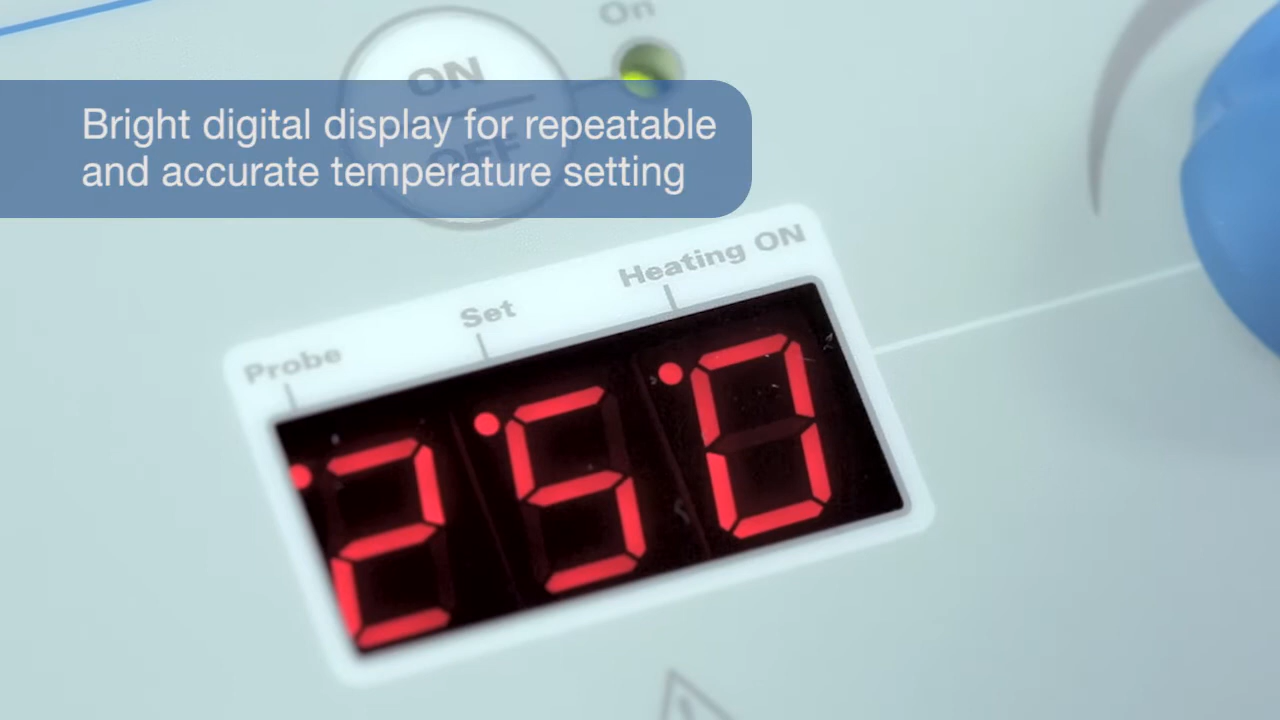 On
ON
OFF
Bright digital display for repeatable
and accurate temperature setting
Probe
Set
Heating ON
250